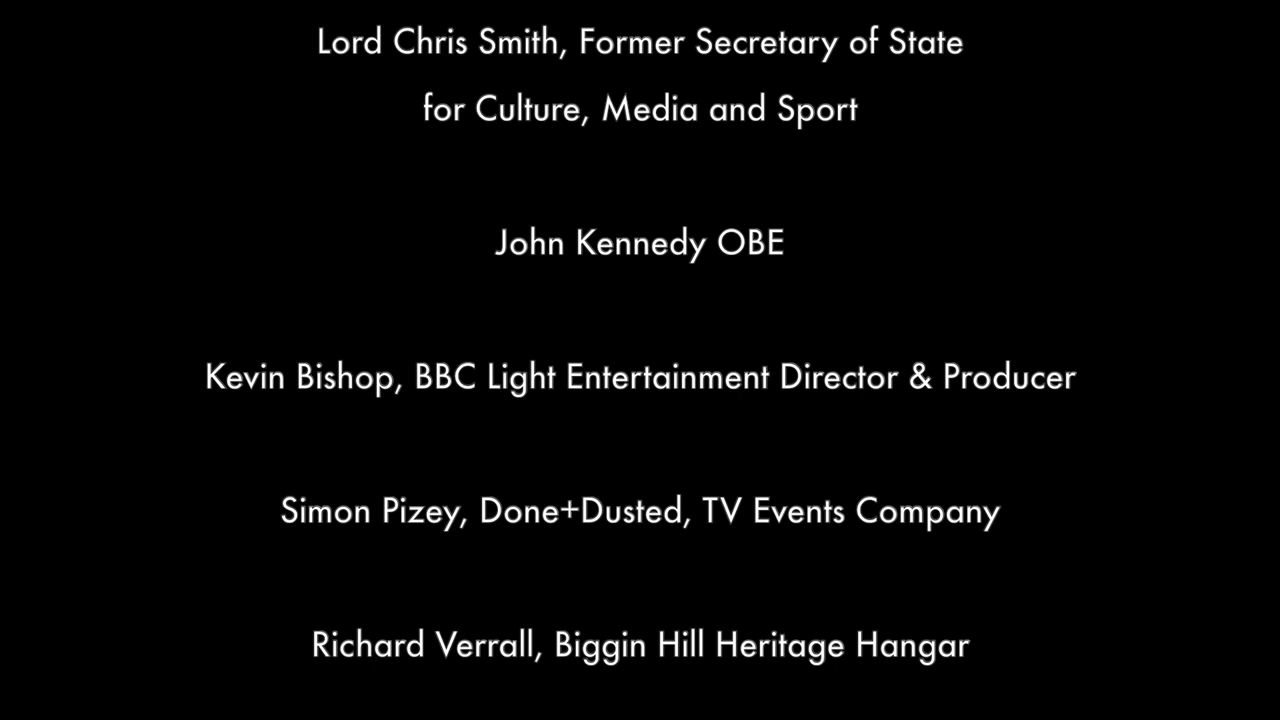 Lord Chris Smith, Former Secretary of State
for Culture, Media and Sport
John Kennedy OBE
Kevin Bishop, BBC Light Entertainment Director & Producer
Simon Pizey, Done+Dusted, TV Events Company
Richard Verrall, Biggin Hill Heritage Hangar